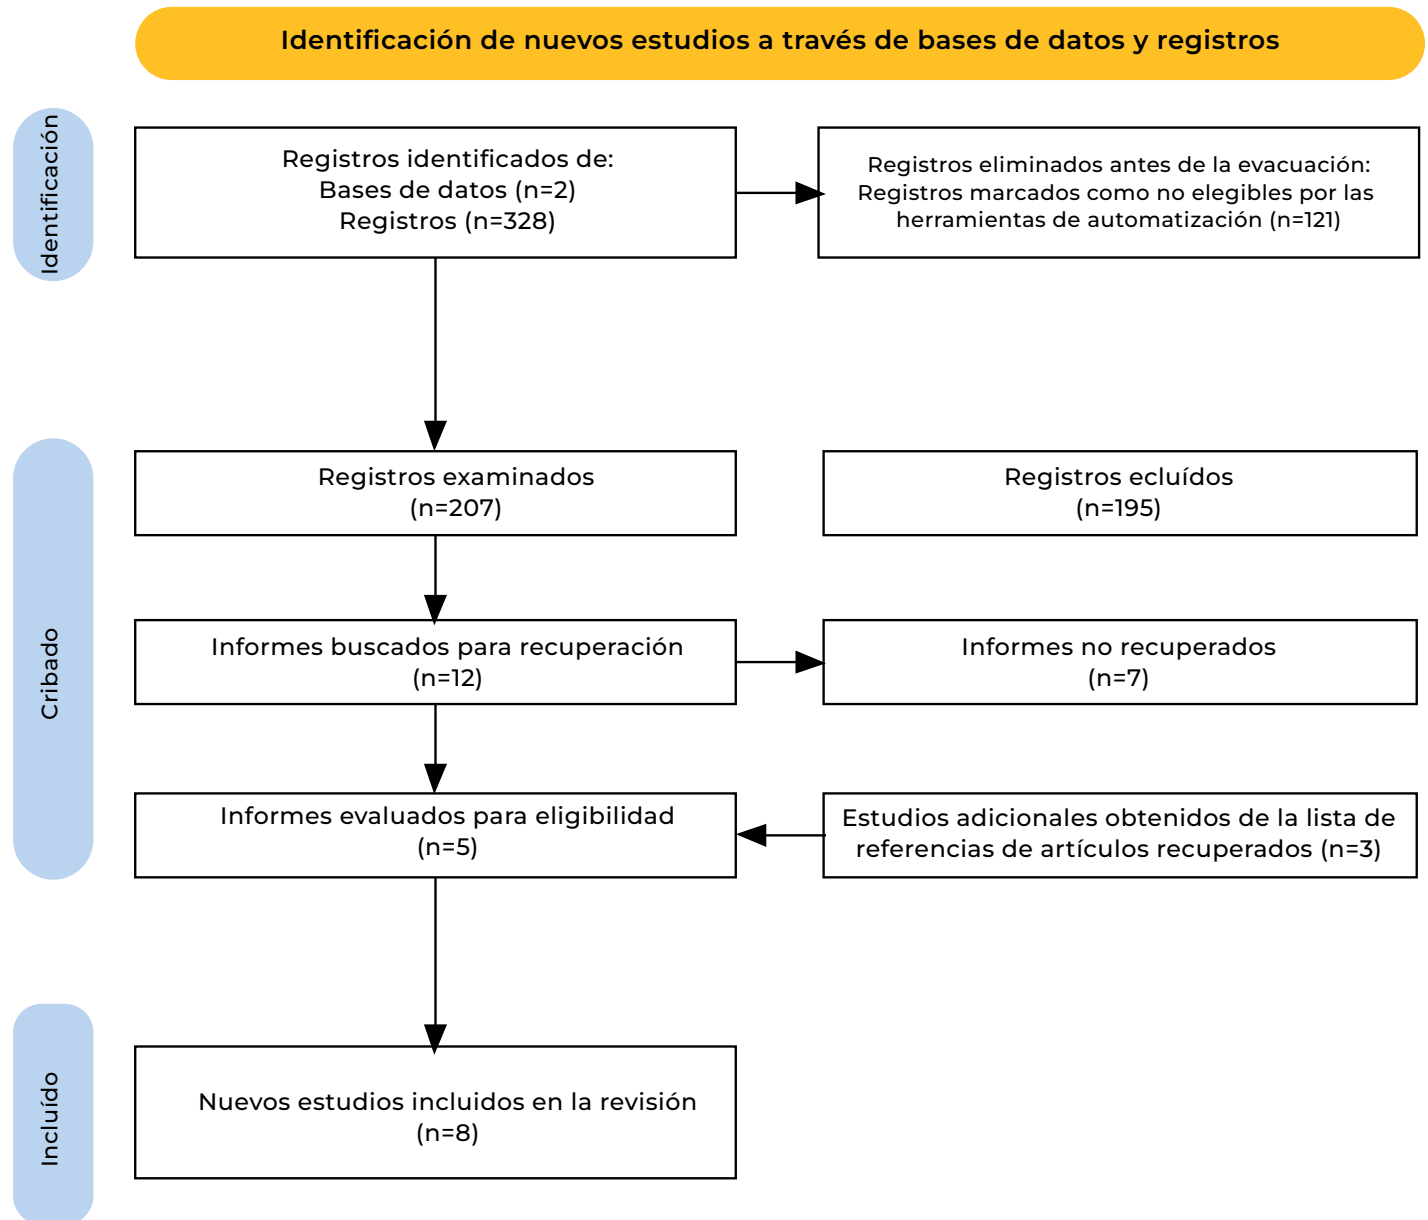 Identificación de nuevos estudios a través de bases de datos y registros
Identificación
Registros identificados de:
Bases de datos (n=2)
Registros (n=328)
Registros eliminados antes de la evacuación:
Registros marcados como no elegibles por las
herramientas de automatización (n=121)
Cribado
Registros examinados
(n=207)
Registros ecluídos
(n=195)
Informes buscados para recuperación
(n=12)
Informes no recuperados
(n=7)
Informes evaluados para eligibilidad
(n=5)
Estudios adicionales obtenidos de la lista de
referencias de artículos recuperados (n=3)
Incluído
Nuevos estudios incluidos en la revisión
(n=8)